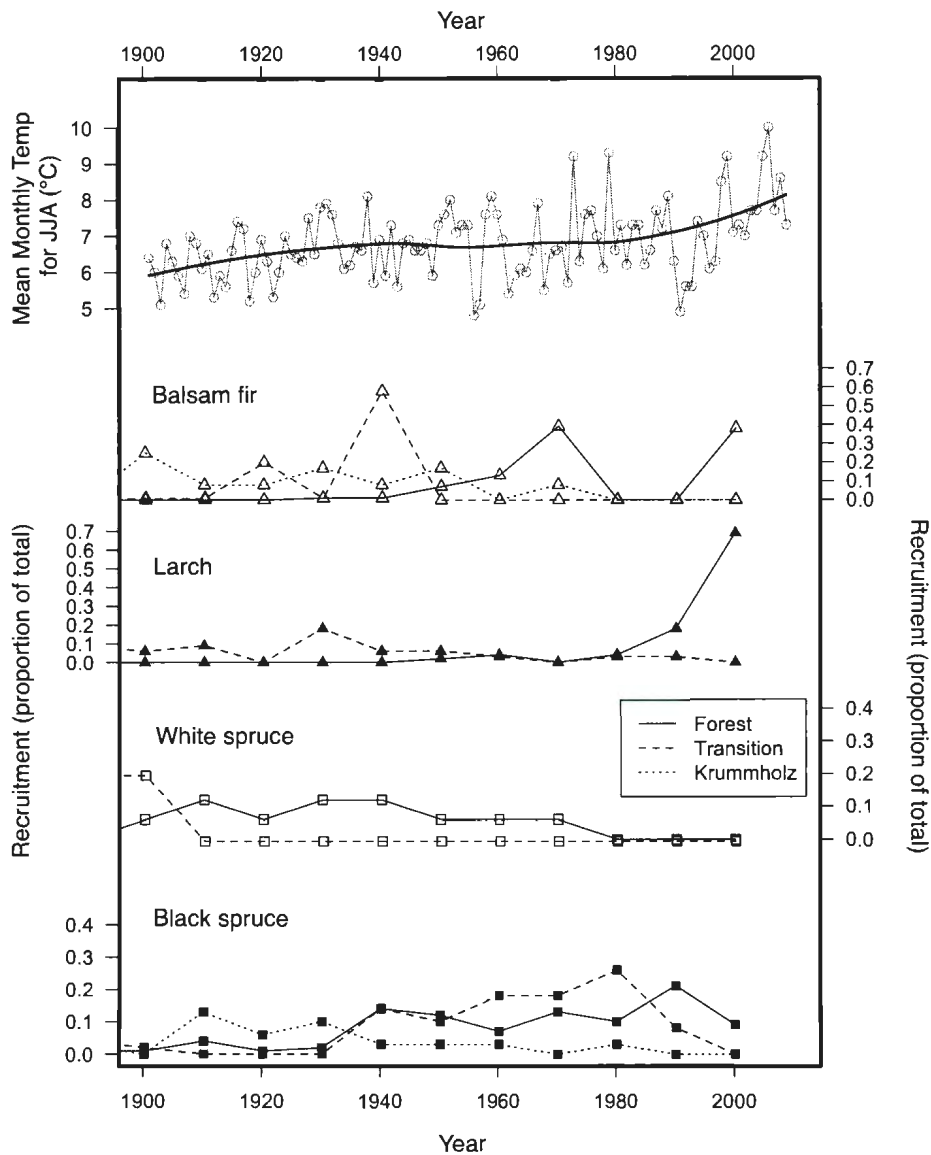 Year
1900 1920 1940 1960 1980 2000
Mean Monthly Temp
for JJA (°C)
10
9
8
7
6
5
Balsam fir
0.7
0.6
0.5
0.4
0.3
0.2
0.1
0.0
Recruitment (proportion of total)
0.7
0.6
0.5
0.4
0.3
0.2
0.1
0.0
Larch
Recruitment (proportion of total)
White spruce
Forest
Transition
Krummholz
0.4
0.3
0.2
0.1
0.0
Black spruce
0.4
0.3
0.2
0.1
0.0
1900 1920 1940 1960 1980 2000
Year